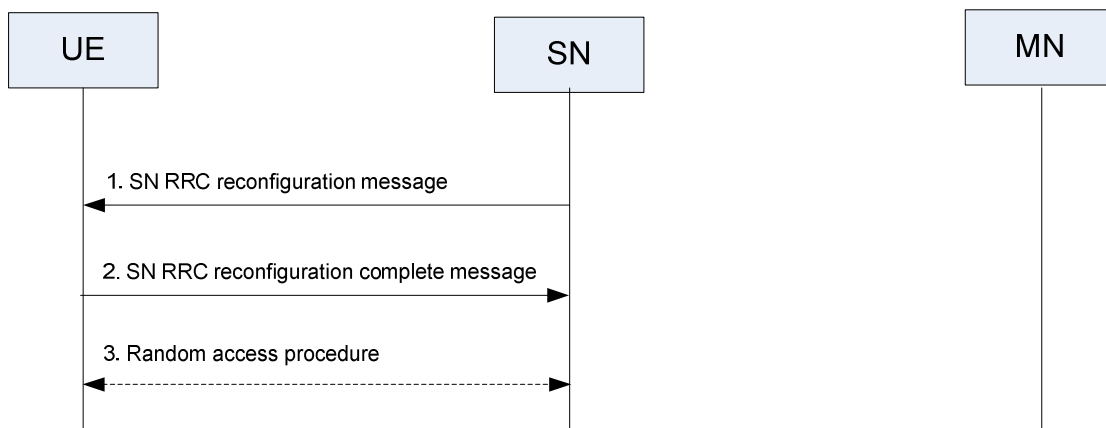 UE
SN
MN
1. SN RRC reconfiguration message
2. SN RRC reconfiguration complete message
3. Random access procedure